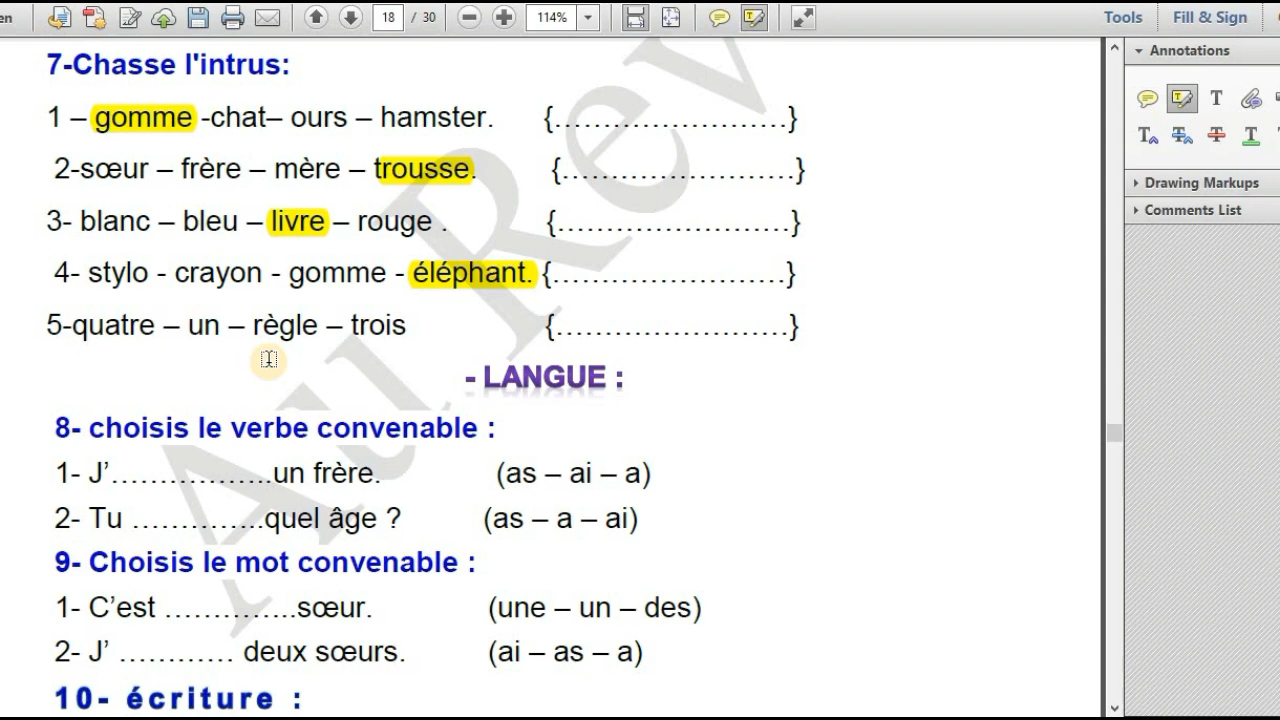 en 18 / 30 114% Tools Fill & Sign
Annotations
Drawing Markups
Comments List
7-Chasse l'intrus:
1 – gomme -chat– ours – hamster. {........................}
2-sœur – frère – mère – trousse. {........................}
3- blanc – bleu – livre – rouge . {........................}
4- stylo - crayon - gomme - éléphant. {........................}
5-quatre – un – règle – trois {........................}
- LANGUE :
8- choisis le verbe convenable :
1- J’……………..un frère. (as – ai – a)
2- Tu …………..quel âge ? (as – a – ai)
9- Choisis le mot convenable :
1- C’est …………..sœur. (une – un – des)
2- J’ ………… deux sœurs. (ai – as – a)
10- écriture :
Au Rev